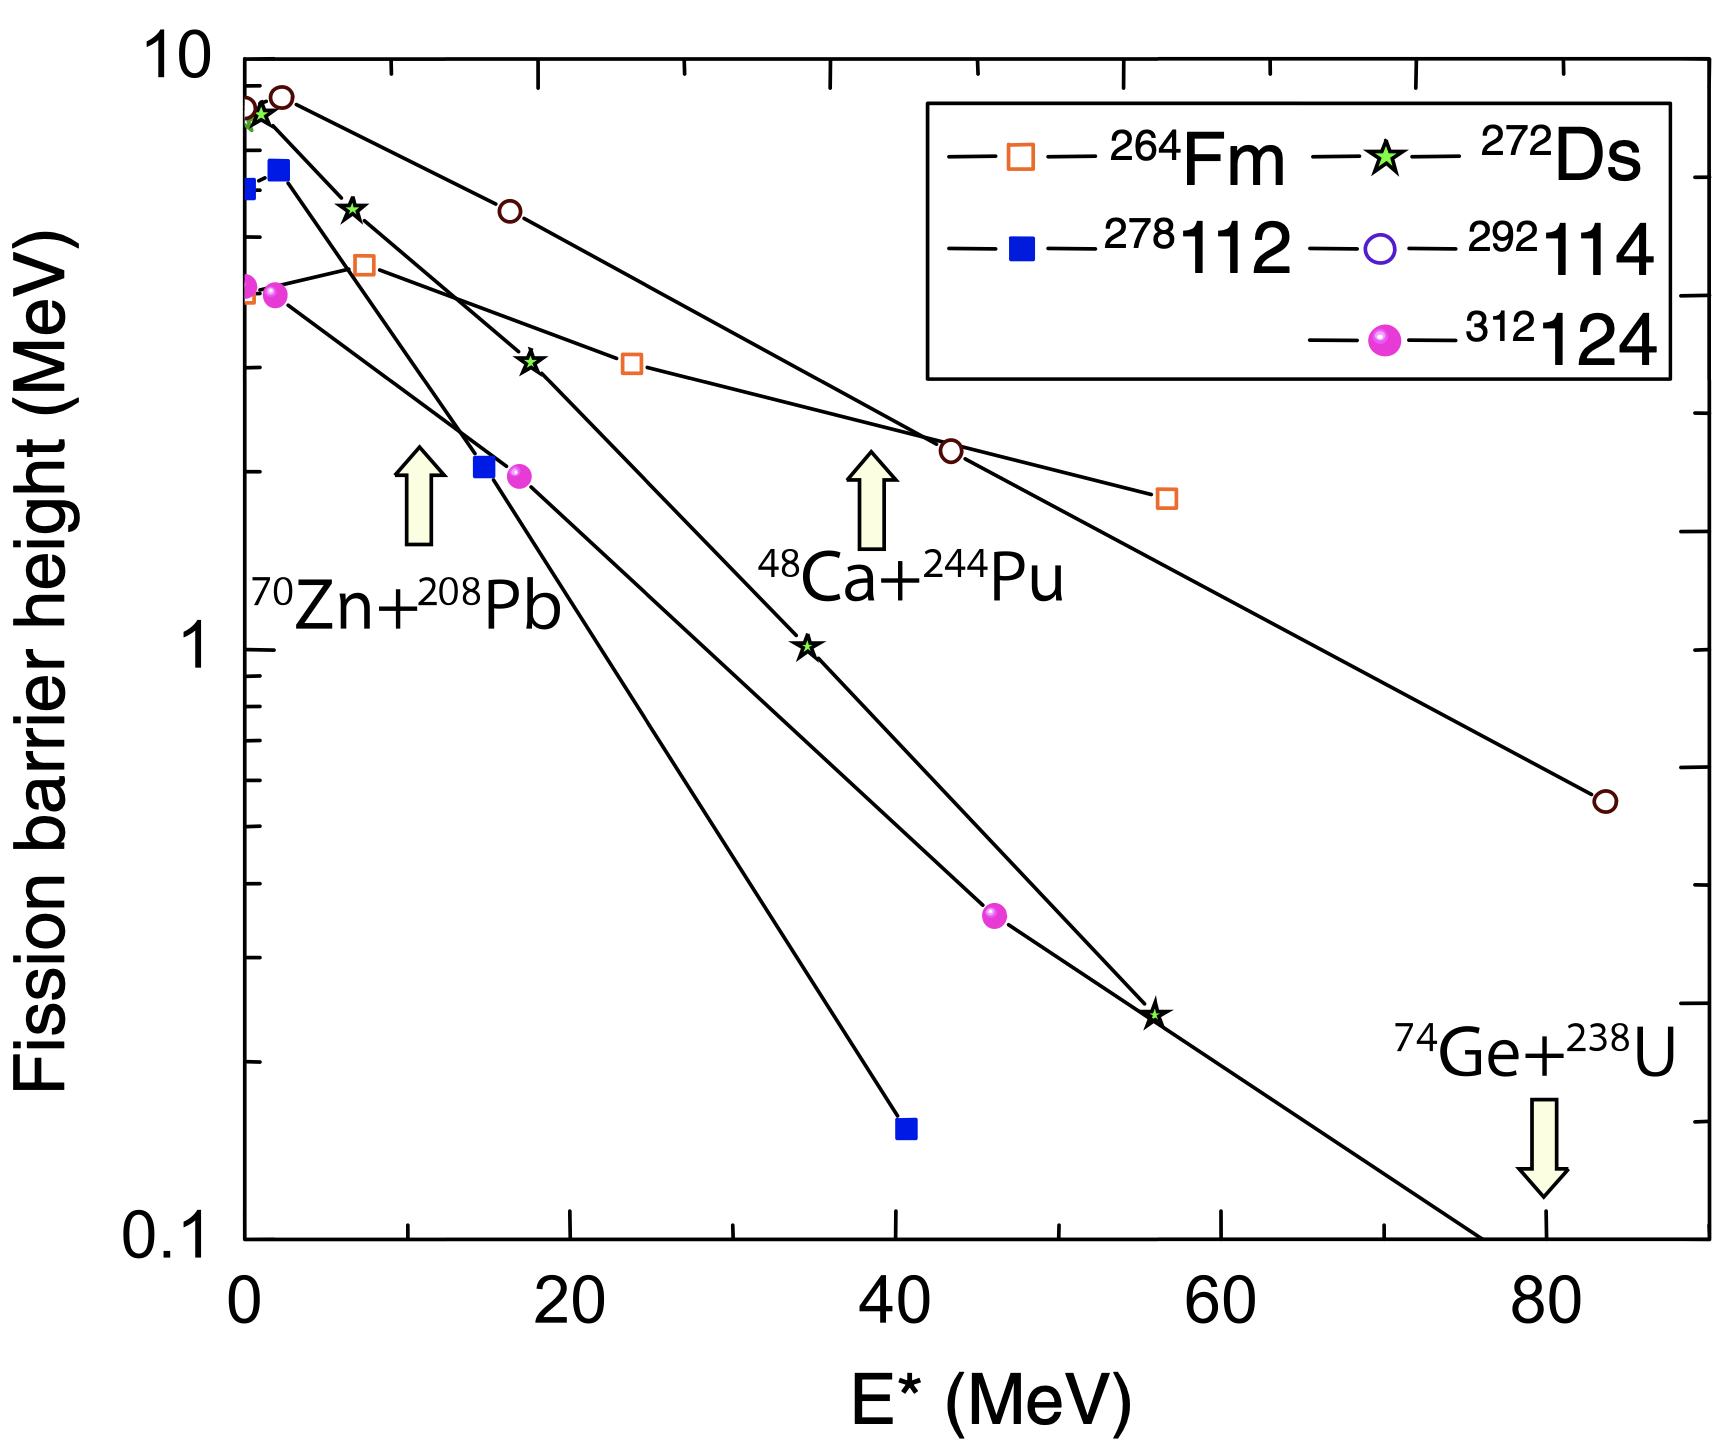 10
1
0.1
Fission barrier height (MeV)
²⁶⁴Fm ²⁷²Ds
²⁷⁸112 ²⁹²114
³¹²124
⁷⁰Zn+²⁰⁸Pb
⁴⁸Ca+²⁴⁴Pu
⁷⁴Ge+²³⁸U
0 20 40 60 80
E* (MeV)